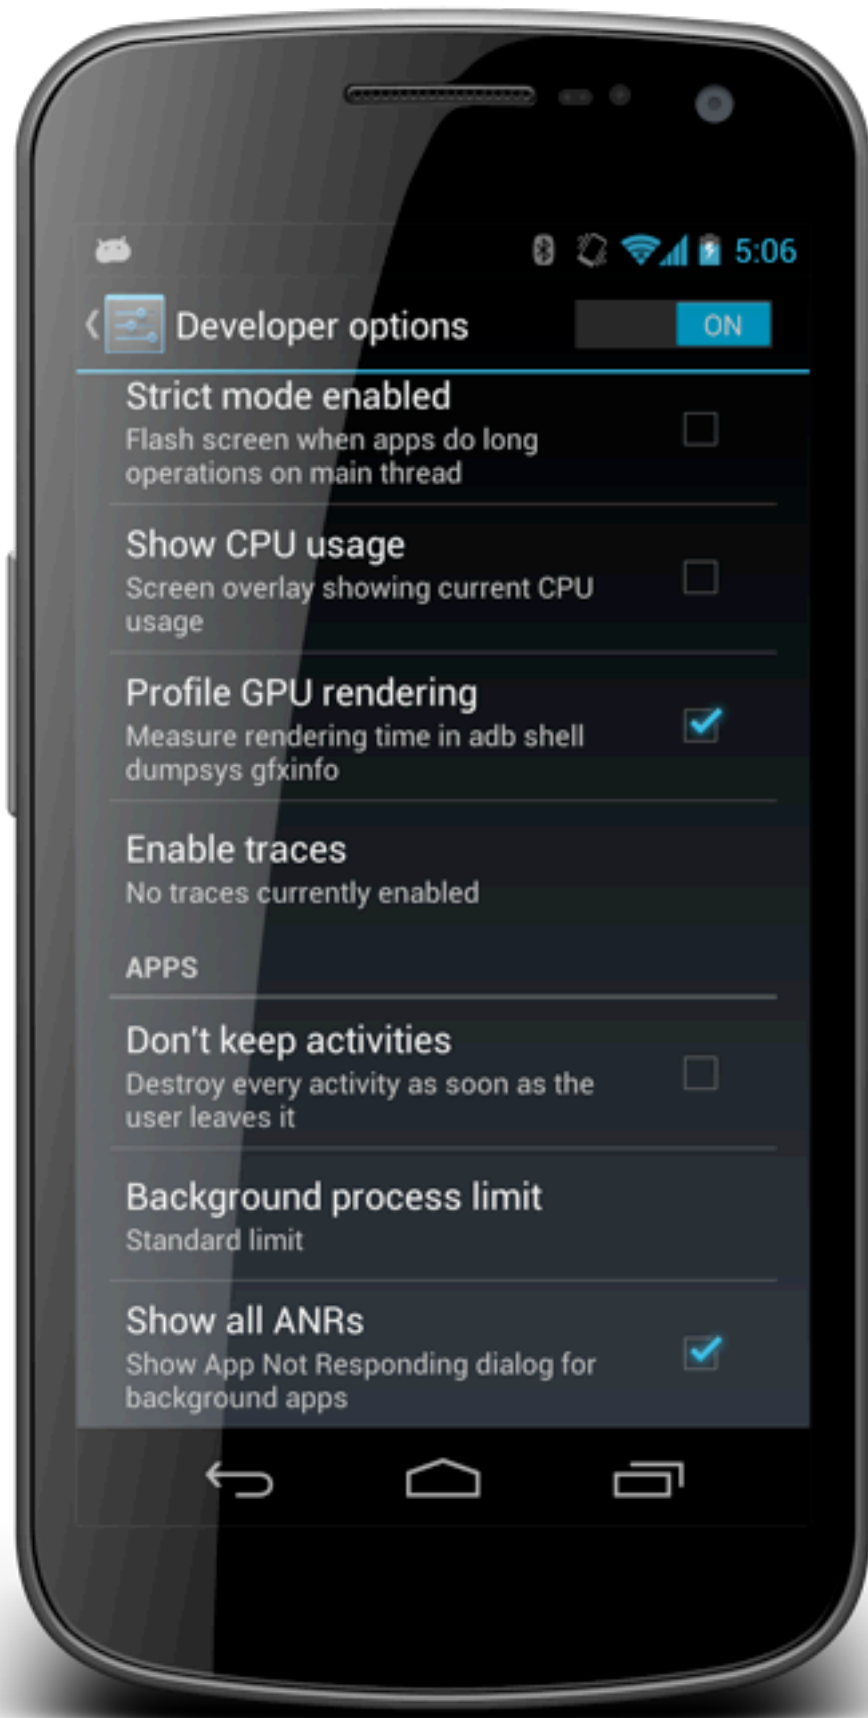 5:06
Developer options
ON
Strict mode enabled
Flash screen when apps do long
operations on main thread
Show CPU usage
Screen overlay showing current CPU
usage
Profile GPU rendering
Measure rendering time in adb shell
dumpsys gfxinfo
Enable traces
No traces currently enabled
APPS
Don't keep activities
Destroy every activity as soon as the
user leaves it
Background process limit
Standard limit
Show all ANRs
Show App Not Responding dialog for
background apps